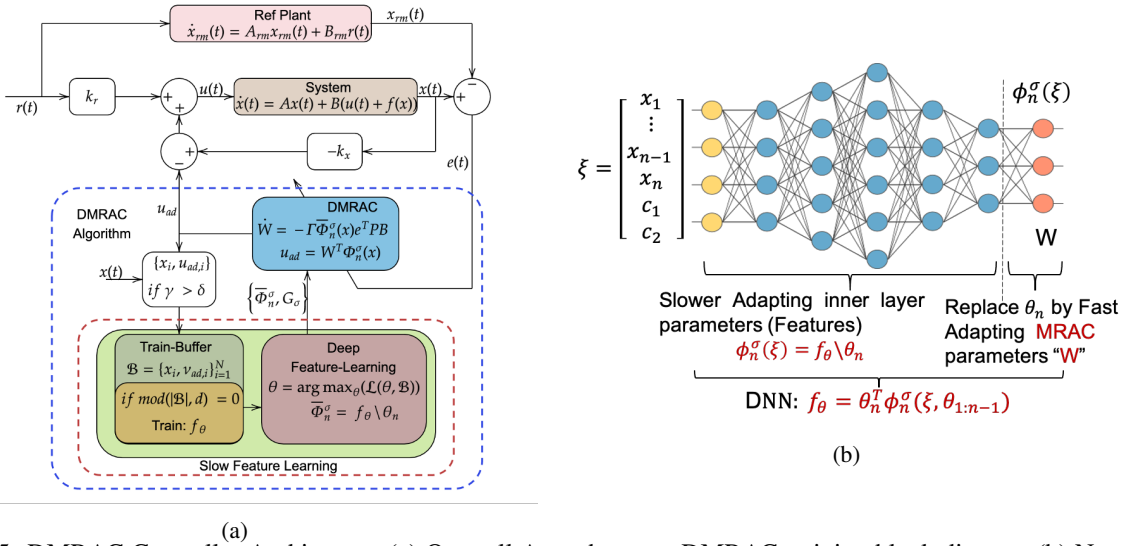 Ref Plant
ẋ_rm(t) = A_rm x_rm(t) + B_rm r(t)
x_rm(t)
r(t)
k_r
+
+
u(t)
System
ẋ(t) = Ax(t) + B(u(t) + f(x))
x(t)
+
−
−
+
−k_x
e(t)
DMRAC
Algorithm
u_ad
DMRAC
Ẇ = −ΓΦ̅_n^σ(x)e^T PB
u_ad = W^T Φ_n^σ(x)
x(t)
{x_i, u_ad,i}
if γ > δ
{Φ̅_n^σ, G_σ}
Train-Buffer
ℬ = {x_i, ν_ad,i}_{i=1}^N
if mod(|ℬ|, d) = 0
Train: f_θ
Deep
Feature-Learning
θ = arg max_θ(ℒ(θ, ℬ))
Φ̅_n^σ = f_θ\θ_n
Slow Feature Learning
(a)
ξ =
x_1
⋮
x_{n−1}
x_n
c_1
c_2
ϕ_n^σ(ξ)
W
Slower Adapting inner layer
parameters (Features)
ϕ_n^σ(ξ) = f_θ\θ_n
Replace θ_n by Fast
Adapting MRAC
parameters “W”
DNN: f_θ = θ_n^T ϕ_n^σ(ξ, θ_{1:n−1})
(b)